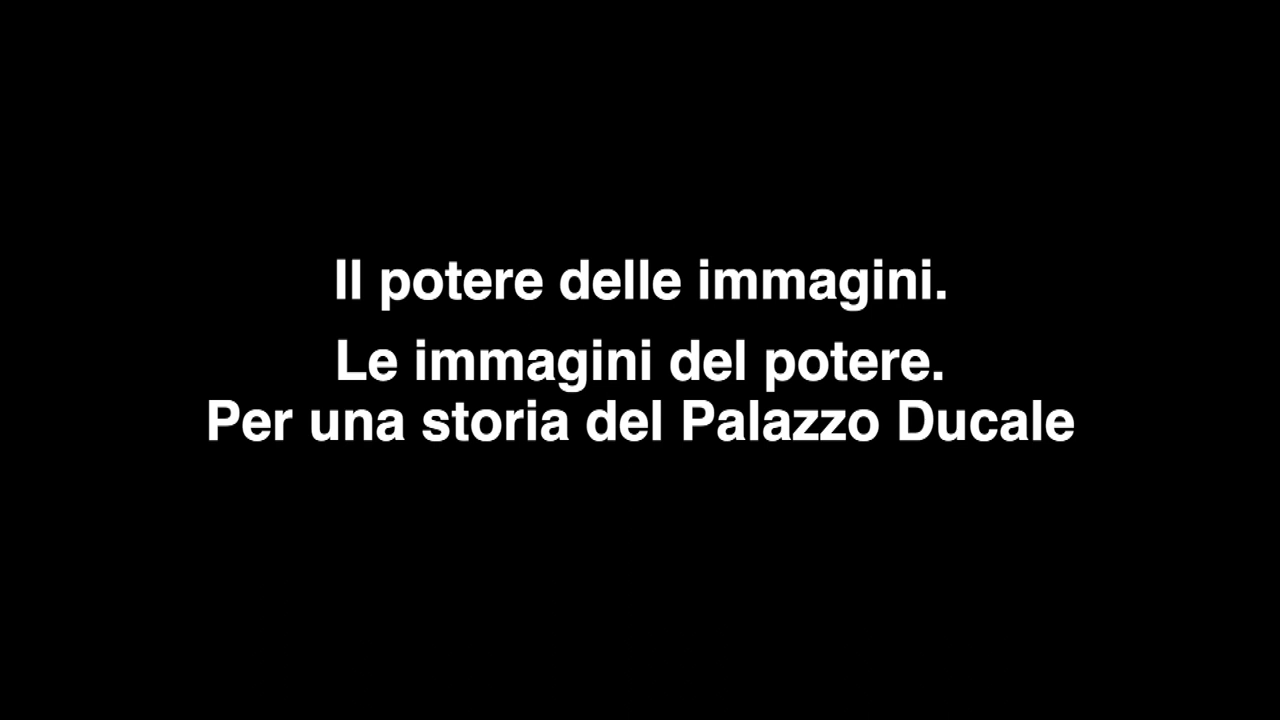 Il potere delle immagini.
Le immagini del potere.
Per una storia del Palazzo Ducale